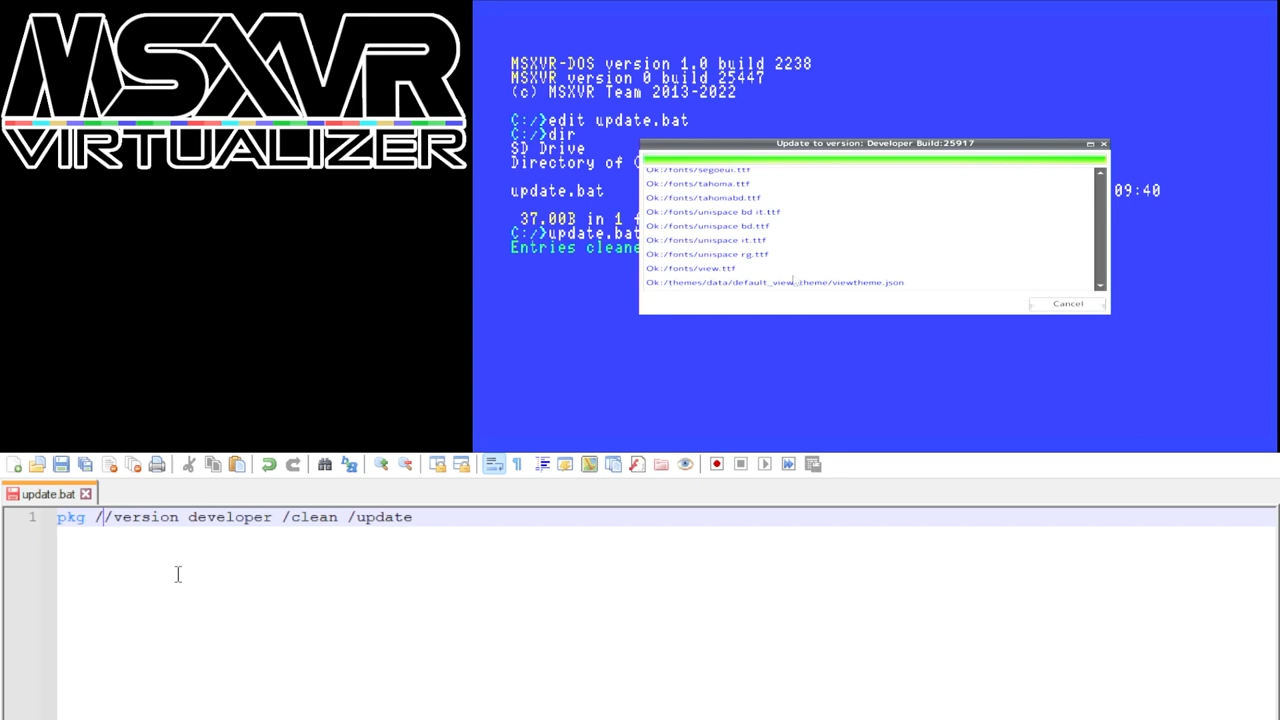 MSXVR
VIRTUALIZER
MSXVR-DOS version 1.0 build 2238
MSXVR version 0 build 25447
(c) MSXVR Team 2013-2022
C:/>edit update.bat
C:/>dir
SD Drive
Directory of C
update.bat 09:40
37.00B in 1 f
C:/>update.bat
Entries cleane
Update to version: Developer Build:25917
Ok:/fonts/segoeui.ttf
Ok:/fonts/tahoma.ttf
Ok:/fonts/tahomabd.ttf
Ok:/fonts/unispace bd it.ttf
Ok:/fonts/unispace bd.ttf
Ok:/fonts/unispace it.ttf
Ok:/fonts/unispace rg.ttf
Ok:/fonts/view.ttf
Ok:/themes/data/default_view_theme/viewtheme.json
Cancel
update.bat
1 pkg //version developer /clean /update